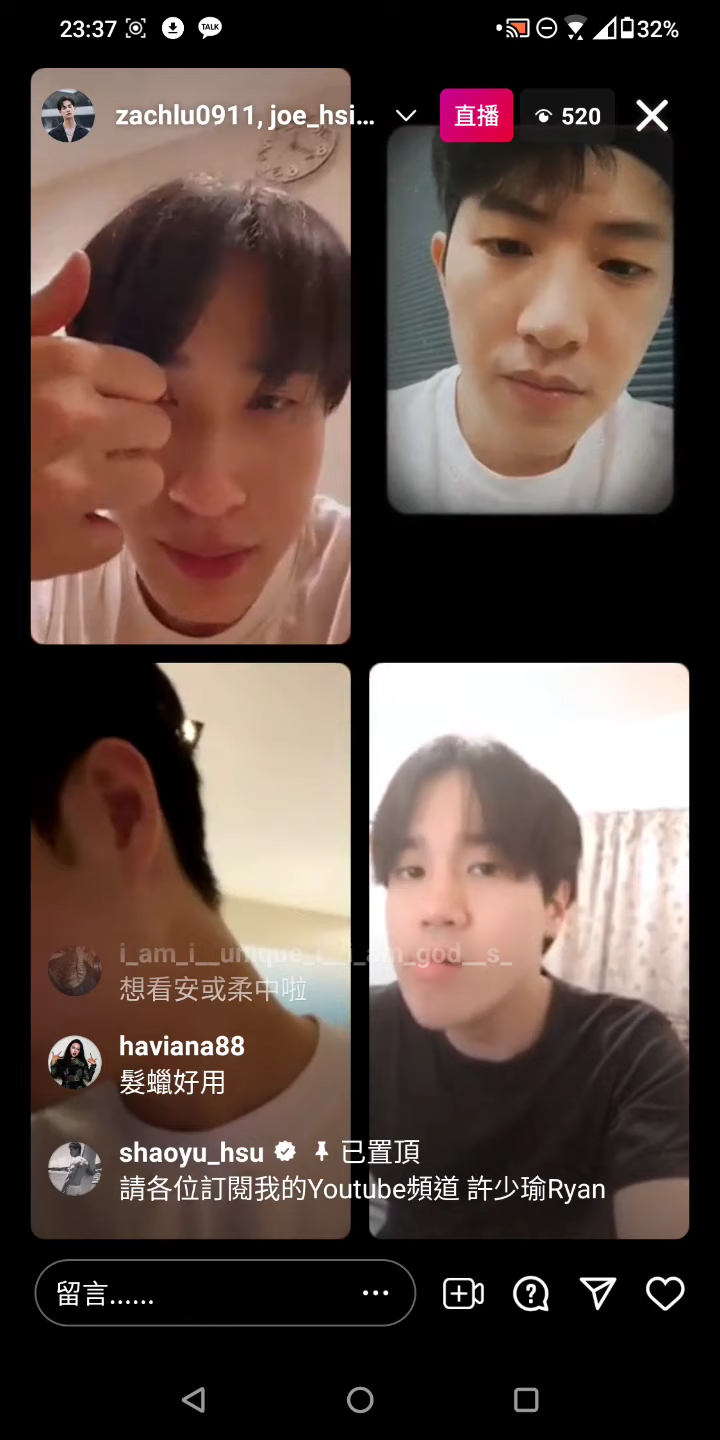 23:37
TALK
32%
zachlu0911, joe_hsi...
直播
520
i_am_i__unique_i__i_am_god__s_
想看安或柔中啦
haviana88
髮蠟好用
shaoyu_hsu 已置頂
請各位訂閱我的Youtube頻道 許少瑜Ryan
留言......